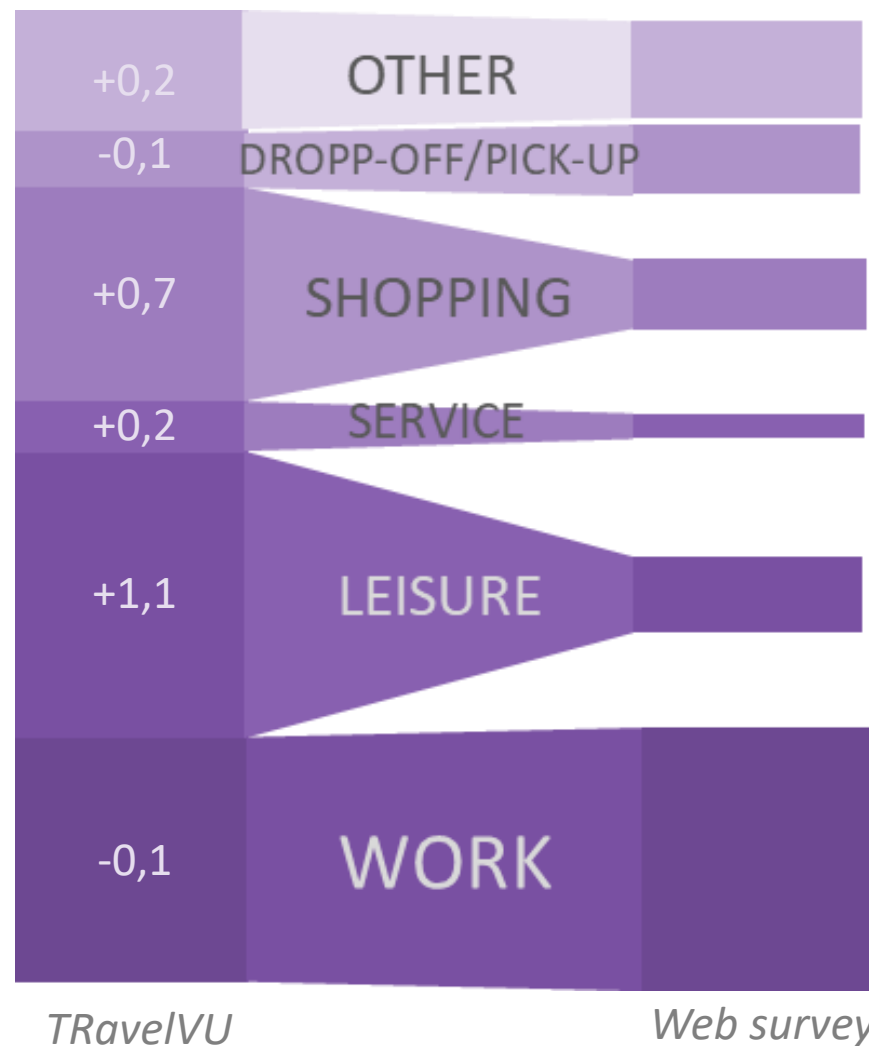 +0,2 OTHER
-0,1 DROPP-OFF/PICK-UP
+0,7 SHOPPING
+0,2 SERVICE
+1,1 LEISURE
-0,1 WORK
TRavelVU Web survey